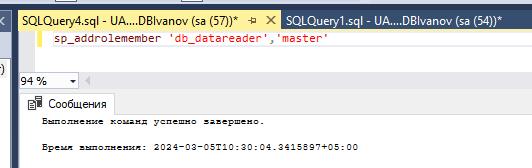 SQLQuery4.sql - UA....DBIvanov (sa (57))* SQLQuery1.sql - UA....DBIvanov (sa (54))*
sp_addrolemember 'db_datareader','master'
94 %
Сообщения
Выполнение команд успешно завершено.
Время выполнения: 2024-03-05T10:30:04.3415897+05:00